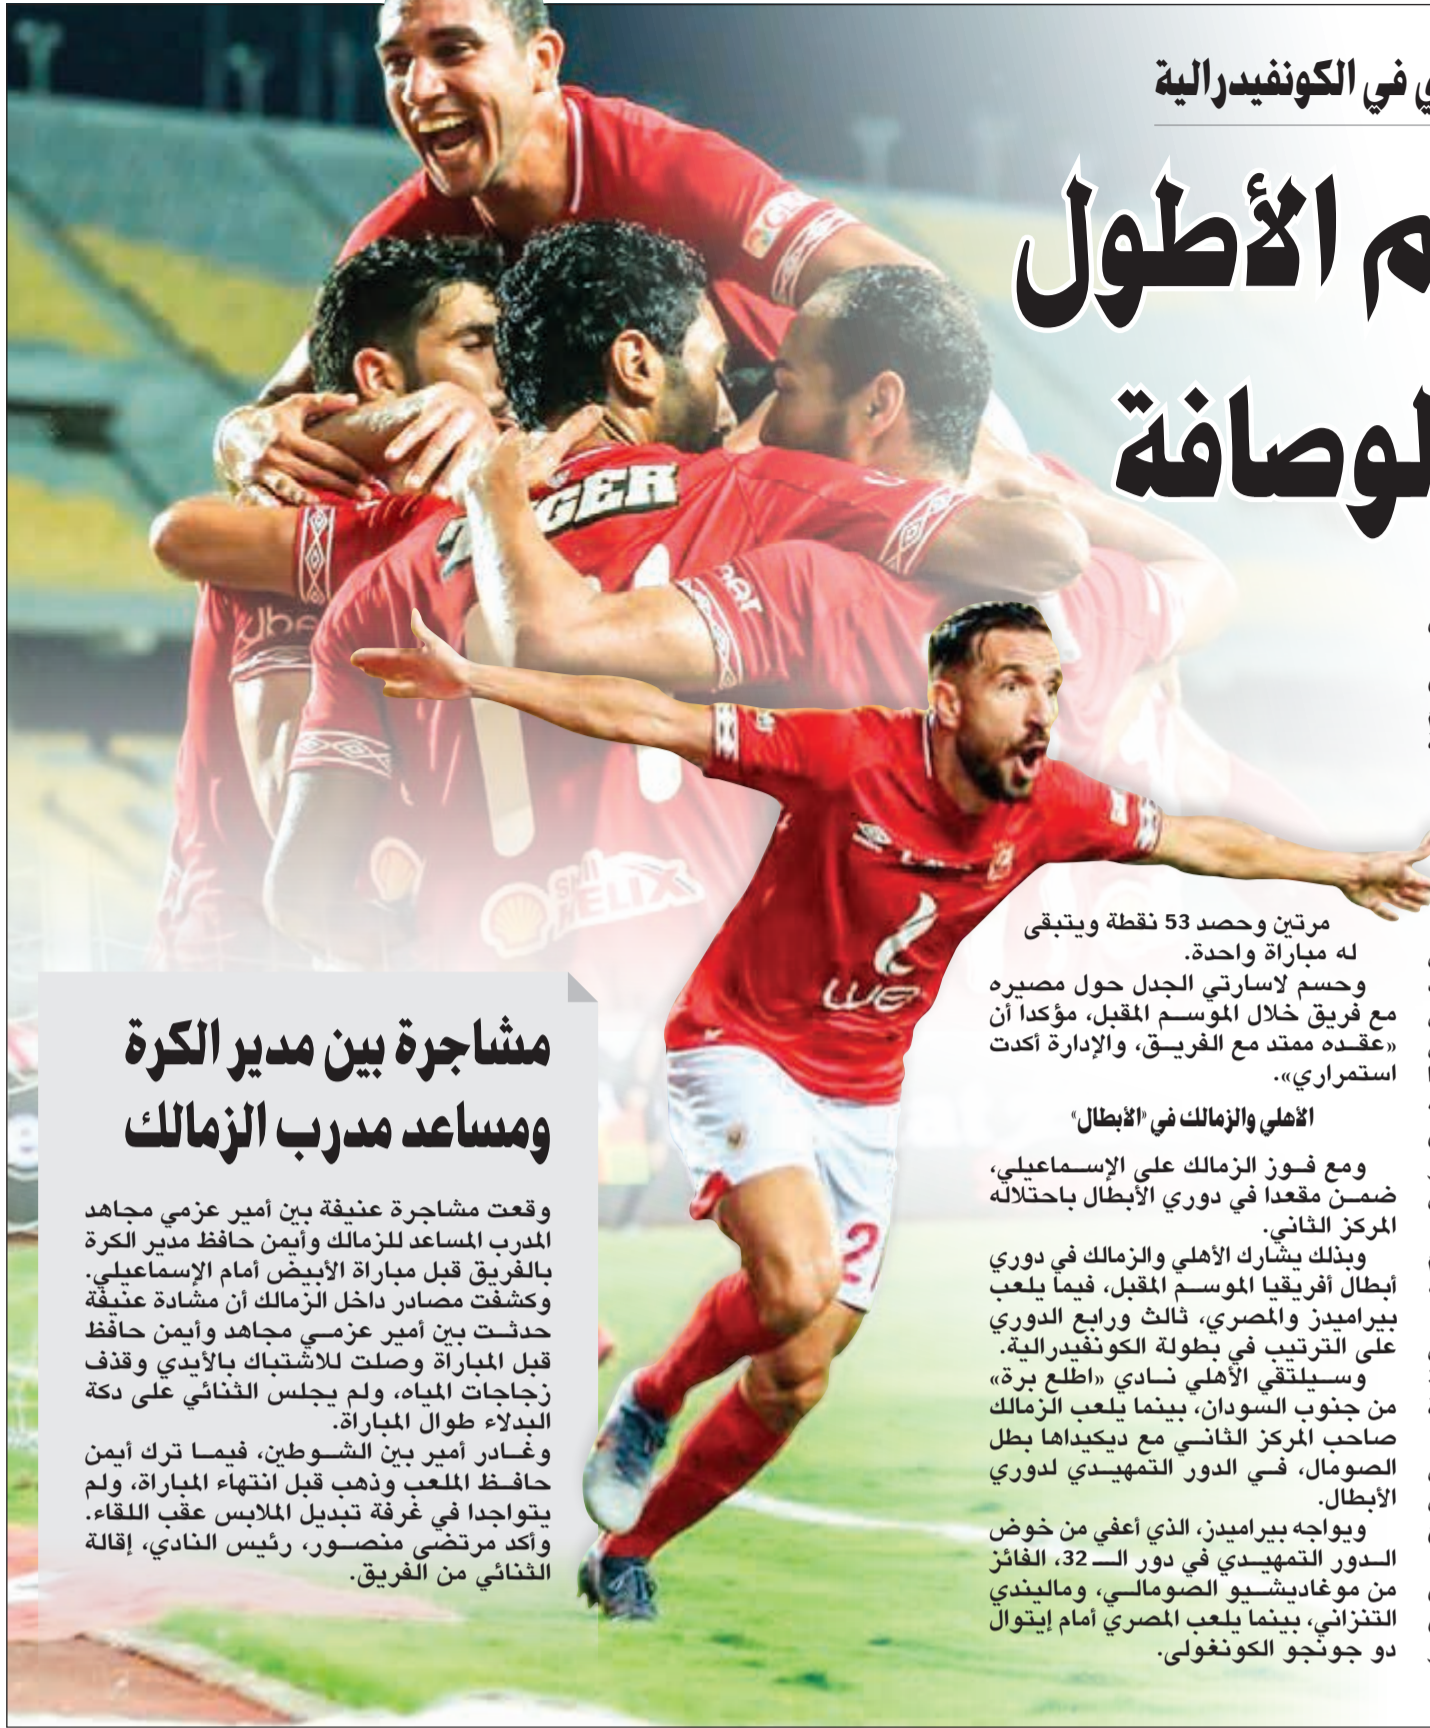 في الكونفيدرالية
الأطول
مرتين وحصد 53 نقطة ويتبقى
له مباراة واحدة.
وحسم لاسارتي الجدل حول مصيره
مع فريق خلال الموسم المقبل، مؤكدا أن
«عقده ممتد مع الفريق، والإدارة أكدت
استمراري».
الأهلي والزمالك في «الأبطال»
ومع فوز الزمالك على الإسماعيلي،
ضمن مقعدا في دوري الأبطال باحتلاله
المركز الثاني.
وبذلك يشارك الأهلي والزمالك في دوري
أبطال أفريقيا الموسم المقبل، فيما يلعب
بيراميدز والمصري، ثالث ورابع الدوري
على الترتيب في بطولة الكونفيدرالية.
وسيلتقي الأهلي نادي «اطلع برة»
من جنوب السودان، بينما يلعب الزمالك
صاحب المركز الثاني مع ديكيداها بطل
الصومال، في الدور التمهيدي لدوري
الأبطال.
ويواجه بيراميدز، الذي أعفي من خوض
الدور التمهيدي في دور الـ 32، الفائز
من موغاديشيو الصومالي، وماليندي
التنزاني، بينما يلعب المصري أمام إيتوال
دو جونجو الكونغولى.
مشاجرة بين مدير الكرة
ومساعد مدرب الزمالك
وقعت مشاجرة عنيفة بين أمير عزمي مجاهد
المدرب المساعد للزمالك وأيمن حافظ مدير الكرة
بالفريق قبل مباراة الأبيض أمام الإسماعيلي.
وكشفت مصادر داخل الزمالك أن مشادة عنيفة
حدثت بين أمير عزمي مجاهد وأيمن حافظ
قبل المباراة وصلت للاشتباك بالأيدي وقذف
زجاجات المياه، ولم يجلس الثنائي على دكة
البدلاء طوال المباراة.
وغادر أمير بين الشوطين، فيما ترك أيمن
حافظ الملعب وذهب قبل انتهاء المباراة، ولم
يتواجدا في غرفة تبديل الملابس عقب اللقاء.
وأكد مرتضى منصور، رئيس النادي، إقالة
الثنائي من الفريق.
WE
21
HELIX